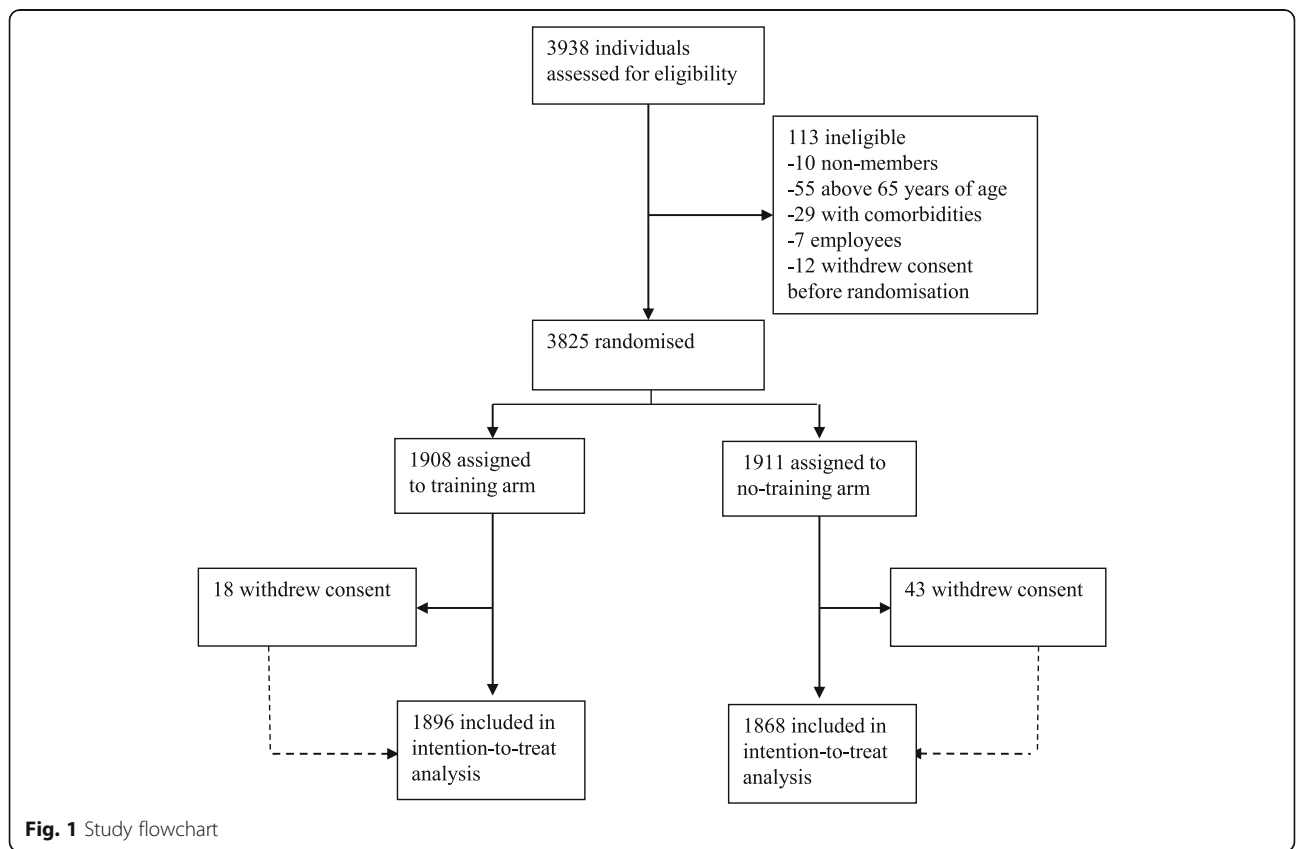 3938 individuals
assessed for eligibility
113 ineligible
-10 non-members
-55 above 65 years of age
-29 with comorbidities
-7 employees
-12 withdrew consent
before randomisation
3825 randomised
1908 assigned
to training arm
1911 assigned to
no-training arm
18 withdrew consent
43 withdrew consent
1896 included in
intention-to-treat
analysis
1868 included in
intention-to-treat
analysis
Fig. 1 Study flowchart